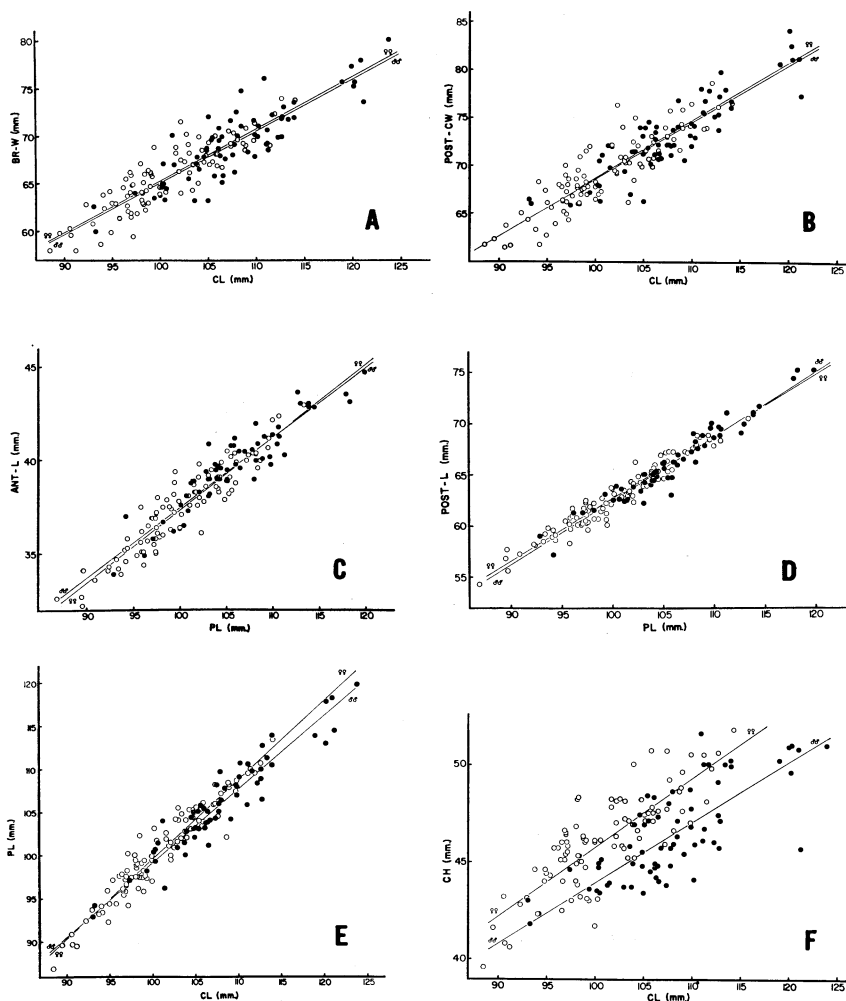 80
75
70
65
60
BR-W (mm.)
♀♀
♂♂
♀♀
♂♂
A
90 95 100 105 110 115 120 125
CL (mm.)
85
80
75
70
65
POST-CW (mm.)
♀♀
♂♂
B
90 95 100 105 110 115 120 125
CL (mm.)
45
40
35
ANT-L (mm.)
♀♀
♂♂
♂♂
♀♀
C
90 95 100 105 110 115 120
PL (mm.)
75
70
65
60
55
POST-L (mm.)
♂♂
♀♀
♀♀
♂♂
D
90 95 100 105 110 115 120
PL (mm.)
120
115
110
105
100
95
90
PL (mm.)
♀♀
♂♂
♂♂
♀♀
E
90 95 100 105 110 115 120 125
CL (mm.)
50
45
40
CH (mm.)
♀♀
♂♂
♀♀
♂♂
F
90 95 100 105 110 115 120 125
CL (mm.)